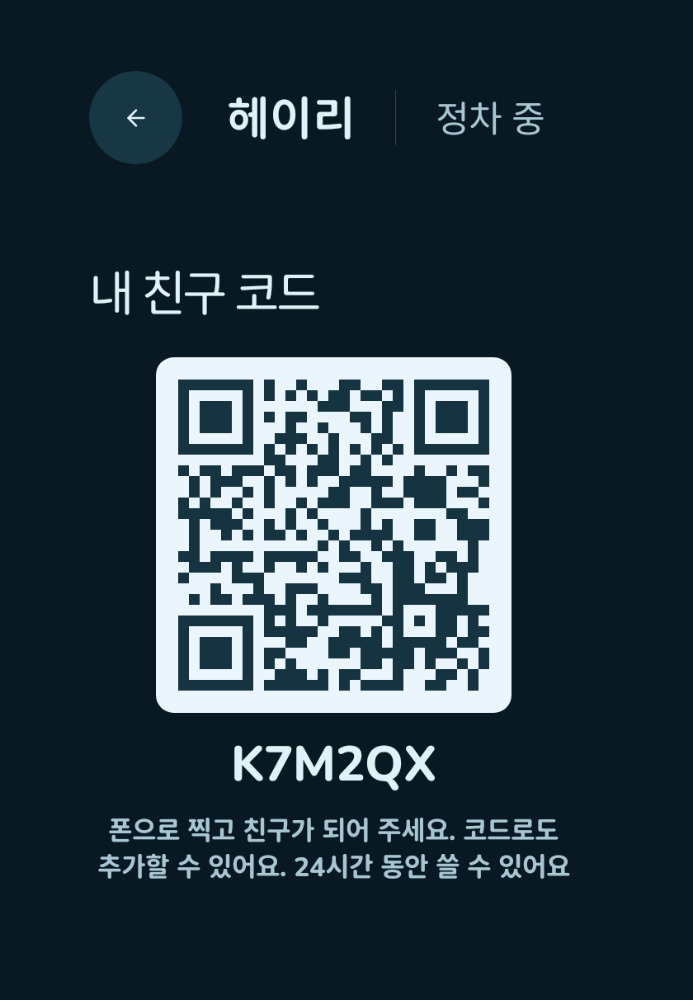 헤이리
정차 중
내 친구 코드
K7M2QX
폰으로 찍고 친구가 되어 주세요. 코드로도
추가할 수 있어요. 24시간 동안 쓸 수 있어요